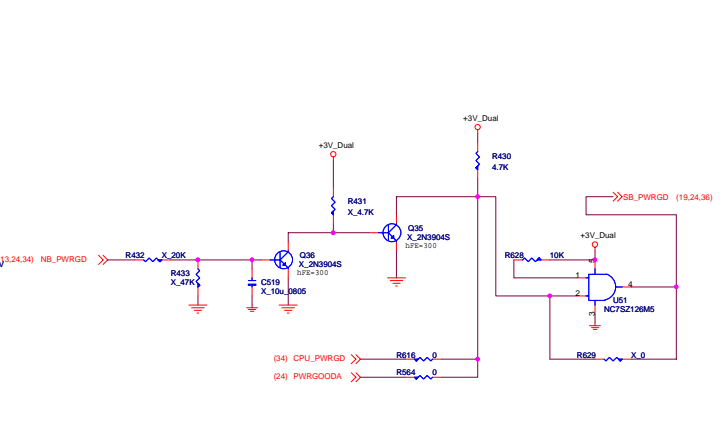 +3V_Dual
+3V_Dual
R430
4.7K
R431
X_4.7K
SB_PWRGD (19,24,36)
+3V_Dual
Q35
X_2N3904S
hFE=300
13,24,34) NB_PWRGD
R432 X_20K
Q36
X_2N3904S
hFE=300
R628 10K
5
R433
X_47K
C519
X_10u_0805
1
2
4
3
U51
NC7SZ126M5
(34) CPU_PWRGD
R616 0
R629 X_0
(24) PWRGOODA
R564 0